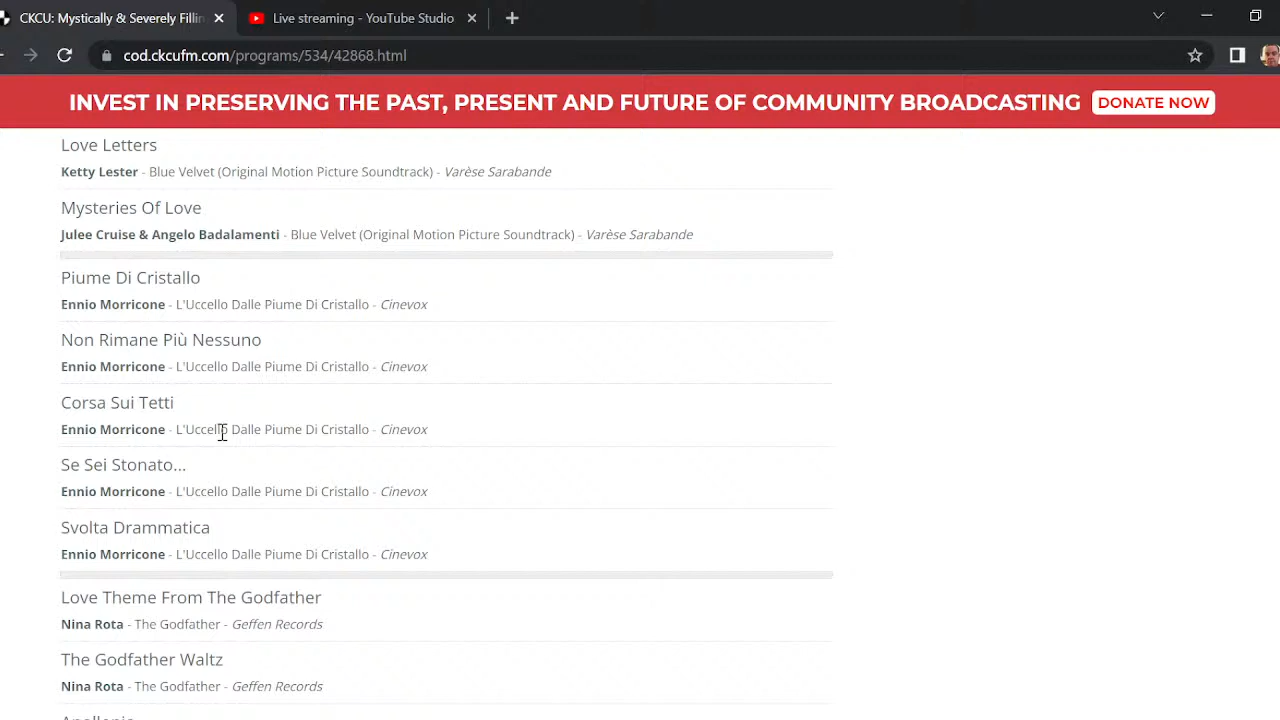 CKCU: Mystically & Severely Fillin
Live streaming - YouTube Studio
cod.ckcufm.com/programs/534/42868.html
INVEST IN PRESERVING THE PAST, PRESENT AND FUTURE OF COMMUNITY BROADCASTING DONATE NOW
Love Letters
Ketty Lester - Blue Velvet (Original Motion Picture Soundtrack) - Varèse Sarabande
Mysteries Of Love
Julee Cruise & Angelo Badalamenti - Blue Velvet (Original Motion Picture Soundtrack) - Varèse Sarabande
Piume Di Cristallo
Ennio Morricone - L'Uccello Dalle Piume Di Cristallo - Cinevox
Non Rimane Più Nessuno
Ennio Morricone - L'Uccello Dalle Piume Di Cristallo - Cinevox
Corsa Sui Tetti
Ennio Morricone - L'Uccello Dalle Piume Di Cristallo - Cinevox
Se Sei Stonato...
Ennio Morricone - L'Uccello Dalle Piume Di Cristallo - Cinevox
Svolta Drammatica
Ennio Morricone - L'Uccello Dalle Piume Di Cristallo - Cinevox
Love Theme From The Godfather
Nina Rota - The Godfather - Geffen Records
The Godfather Waltz
Nina Rota - The Godfather - Geffen Records